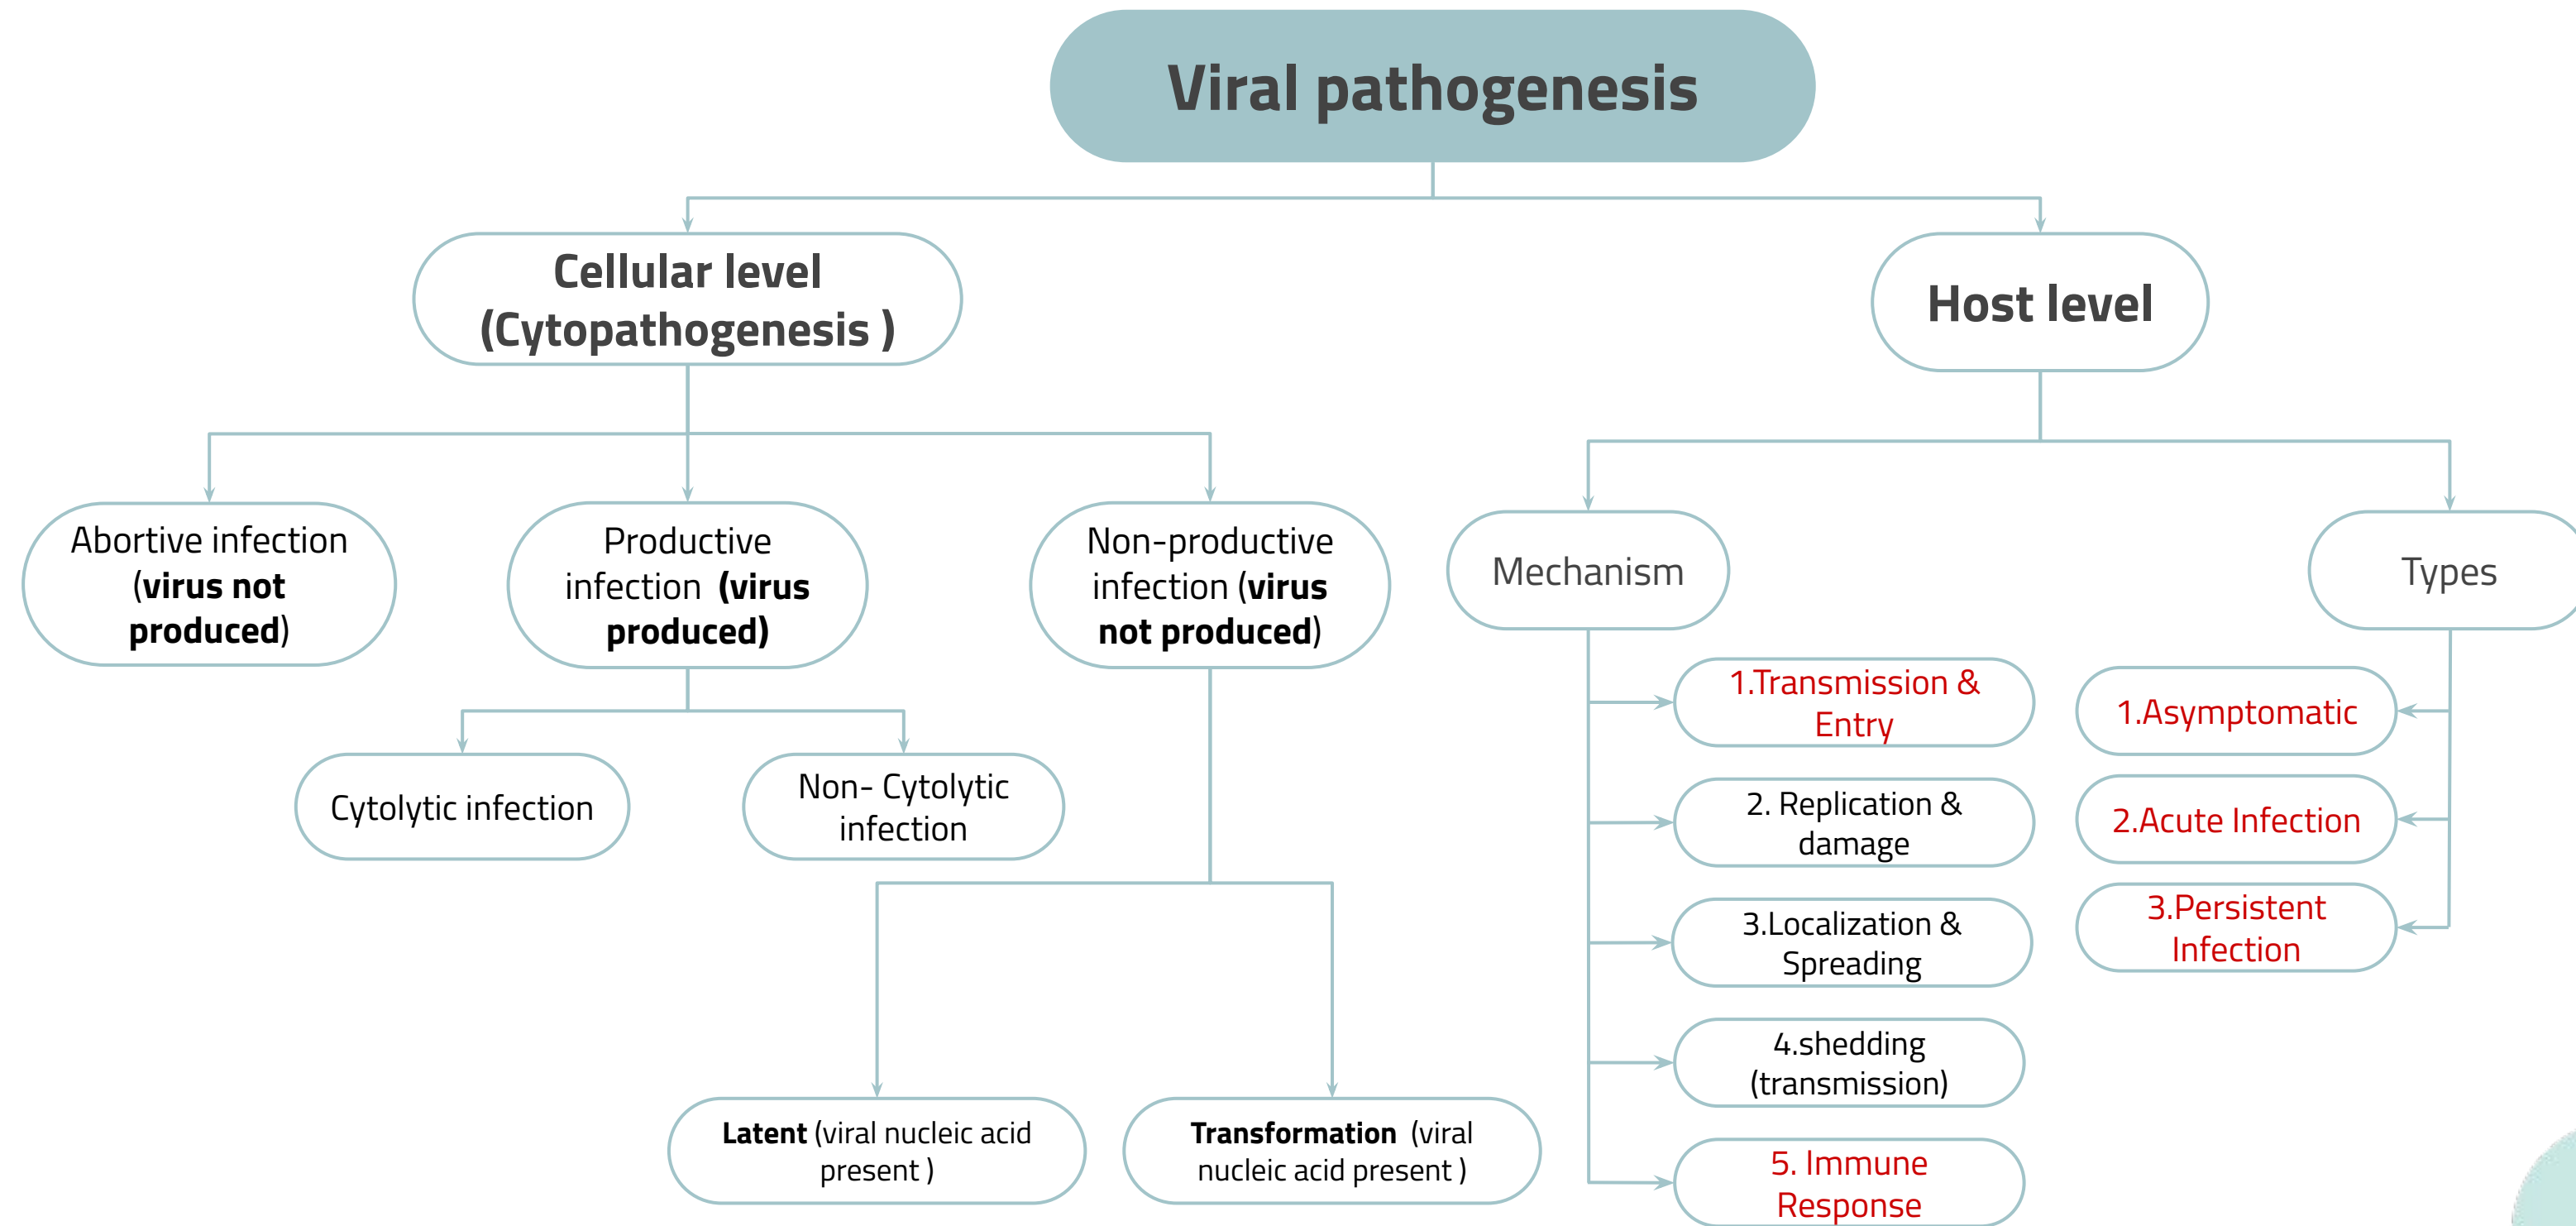 Viral pathogenesis
Cellular level
(Cytopathogenesis )
Host level
Abortive infection
(virus not
produced)
Productive
infection (virus
produced)
Non-productive
infection (virus
not produced)
Mechanism
Types
Cytolytic infection
Non- Cytolytic
infection
Latent (viral nucleic acid
present )
Transformation (viral
nucleic acid present )
1.Transmission &
Entry
2. Replication &
damage
3.Localization &
Spreading
4.shedding
(transmission)
5. Immune
Response
1.Asymptomatic
2.Acute Infection
3.Persistent
Infection